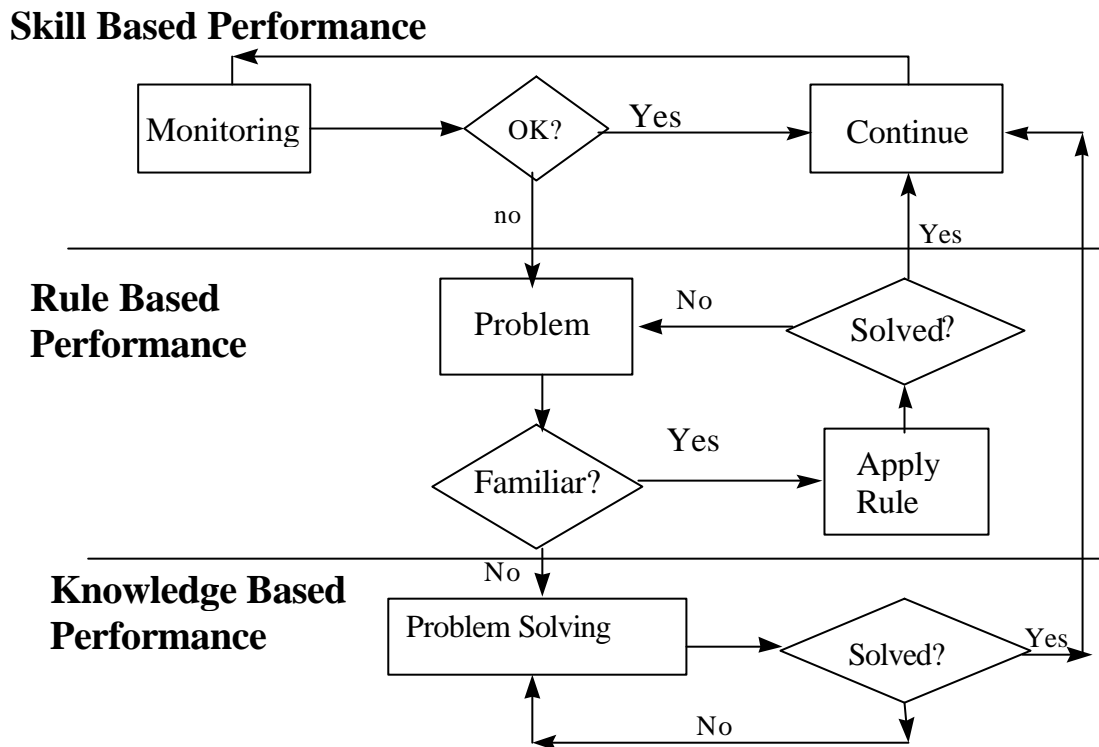 Skill Based Performance
Monitoring
OK?
Yes
Continue
no
Yes
Rule Based
Performance
Problem
No
Solved?
Familiar?
Yes
Apply
Rule
No
Knowledge Based
Performance
Problem Solving
Solved?
Yes
No